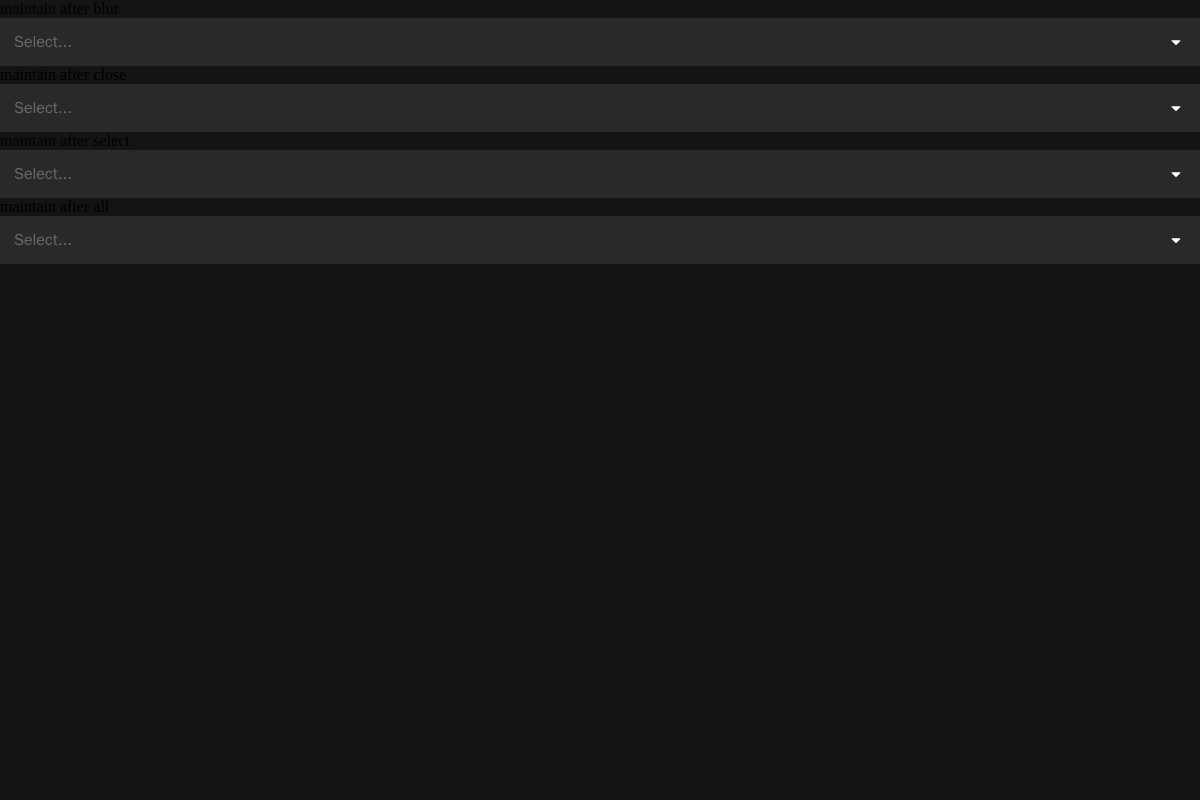 maintain after blur
Select...
maintain after close
Select...
maintain after select
Select...
maintain after all
Select...